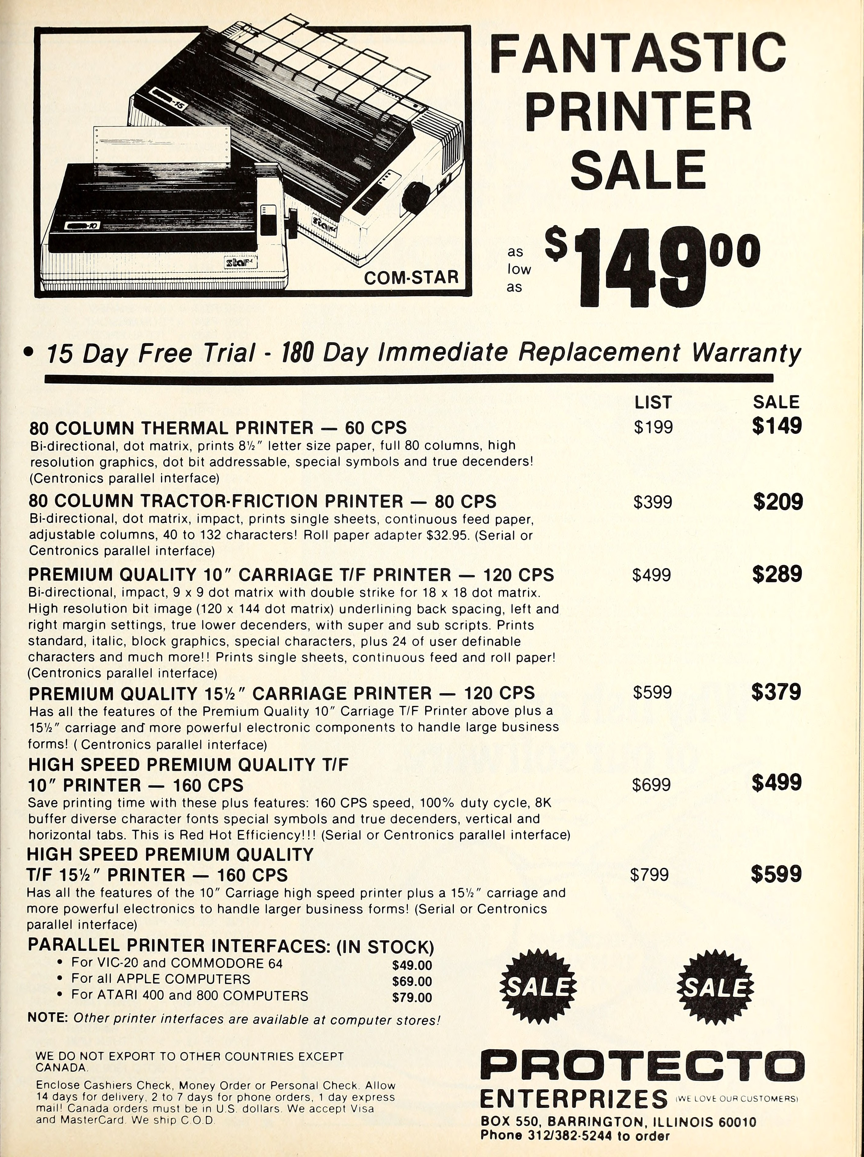 FANTASTIC
PRINTER
SALE
as
low
as
$149⁰⁰
-15
-10
star
star
COM-STAR
• 15 Day Free Trial - 180 Day Immediate Replacement Warranty
LIST SALE
80 COLUMN THERMAL PRINTER — 60 CPS $199 $149
Bi-directional, dot matrix, prints 8½" letter size paper, full 80 columns, high
resolution graphics, dot bit addressable, special symbols and true decenders!
(Centronics parallel interface)
80 COLUMN TRACTOR-FRICTION PRINTER — 80 CPS $399 $209
Bi-directional, dot matrix, impact, prints single sheets, continuous feed paper,
adjustable columns, 40 to 132 characters! Roll paper adapter $32.95. (Serial or
Centronics parallel interface)
PREMIUM QUALITY 10" CARRIAGE T/F PRINTER — 120 CPS $499 $289
Bi-directional, impact, 9 x 9 dot matrix with double strike for 18 x 18 dot matrix.
High resolution bit image (120 x 144 dot matrix) underlining back spacing, left and
right margin settings, true lower decenders, with super and sub scripts. Prints
standard, italic, block graphics, special characters, plus 24 of user definable
characters and much more!! Prints single sheets, continuous feed and roll paper!
(Centronics parallel interface)
PREMIUM QUALITY 15½" CARRIAGE PRINTER — 120 CPS $599 $379
Has all the features of the Premium Quality 10" Carriage T/F Printer above plus a
15½" carriage and more powerful electronic components to handle large business
forms! (Centronics parallel interface)
HIGH SPEED PREMIUM QUALITY T/F
10" PRINTER — 160 CPS $699 $499
Save printing time with these plus features: 160 CPS speed, 100% duty cycle, 8K
buffer diverse character fonts special symbols and true decenders, vertical and
horizontal tabs. This is Red Hot Efficiency!!! (Serial or Centronics parallel interface)
HIGH SPEED PREMIUM QUALITY
T/F 15½" PRINTER — 160 CPS $799 $599
Has all the features of the 10" Carriage high speed printer plus a 15½" carriage and
more powerful electronics to handle larger business forms! (Serial or Centronics
parallel interface)
PARALLEL PRINTER INTERFACES: (IN STOCK)
• For VIC-20 and COMMODORE 64 $49.00
• For all APPLE COMPUTERS $69.00
• For ATARI 400 and 800 COMPUTERS $79.00
NOTE: Other printer interfaces are available at computer stores!
SALE SALE
WE DO NOT EXPORT TO OTHER COUNTRIES EXCEPT
CANADA.
Enclose Cashiers Check, Money Order or Personal Check. Allow
14 days for delivery, 2 to 7 days for phone orders, 1 day express
mail! Canada orders must be in U.S. dollars. We accept Visa
and MasterCard. We ship C.O.D.
PROTECTO
ENTERPRIZES (WE LOVE OUR CUSTOMERS)
BOX 550, BARRINGTON, ILLINOIS 60010
Phone 312/382-5244 to order